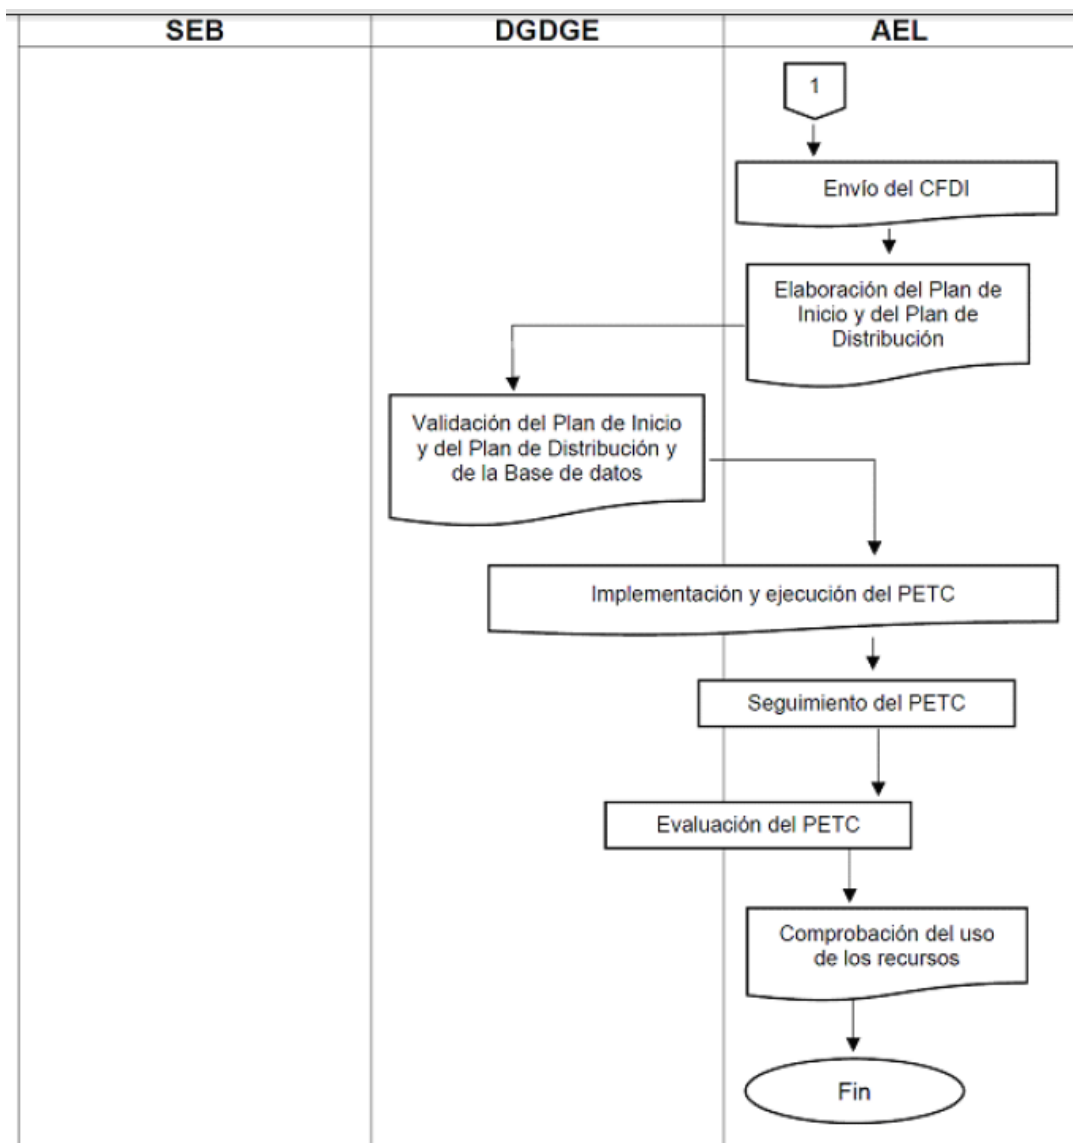 SEB
DGDGE
AEL
1
Envío del CFDI
Elaboración del Plan de
Inicio y del Plan de
Distribución
Validación del Plan de Inicio
y del Plan de Distribución y
de la Base de datos
Implementación y ejecución del PETC
Seguimiento del PETC
Evaluación del PETC
Comprobación del uso
de los recursos
Fin